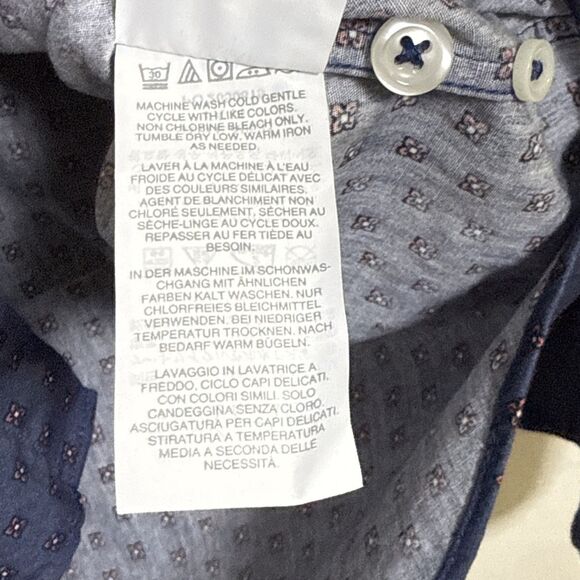 30
MACHINE WASH COLD GENTLE
CYCLE WITH LIKE COLORS.
NON CHLORINE BLEACH ONLY.
TUMBLE DRY LOW. WARM IRON
AS NEEDED.
LAVER À LA MACHINE À L'EAU
FROIDE AU CYCLE DÉLICAT AVEC
DES COULEURS SIMILAIRES.
AGENT DE BLANCHIMENT NON
CHLORÉ SEULEMENT, SÉCHER AU
SÈCHE-LINGE AU CYCLE DOUX.
REPASSER AU FER TIÈDE AU
BESOIN.
IN DER MASCHINE IM SCHONWAS-
CHGANG MIT ÄHNLICHEN
FARBEN KALT WASCHEN. NUR
CHLORFREIES BLEICHMITTEL
VERWENDEN. BEI NIEDRIGER
TEMPERATUR TROCKNEN. NACH
BEDARF WARM BÜGELN.
LAVAGGIO IN LAVATRICE A
FREDDO, CICLO CAPI DELICATI,
CON COLORI SIMILI. SOLO
CANDEGGINA SENZA CLORO.
ASCIUGATURA PER CAPI DELICATI.
STIRATURA A TEMPERATURA
MEDIA A SECONDA DELLE
NECESSITÀ.